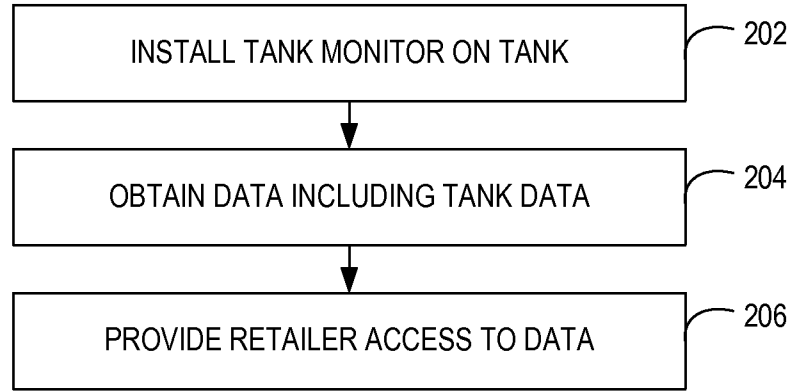 INSTALL TANK MONITOR ON TANK
202
OBTAIN DATA INCLUDING TANK DATA
204
PROVIDE RETAILER ACCESS TO DATA
206